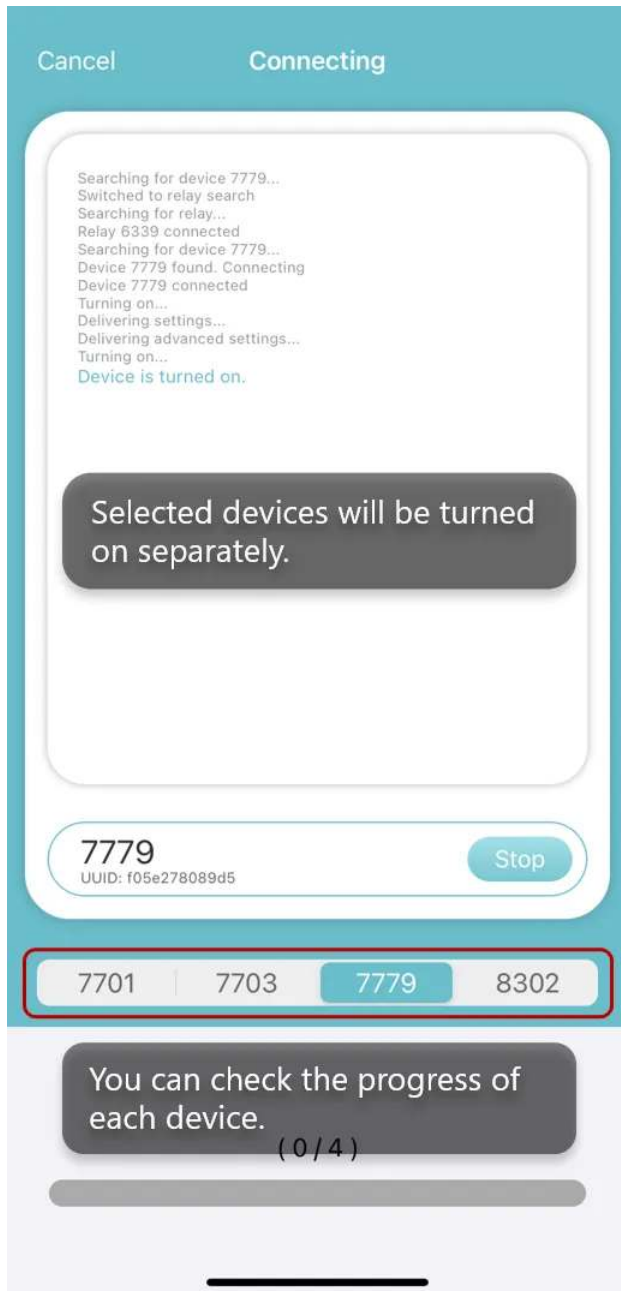 Cancel Connecting
Searching for device 7779...
Switched to relay search
Searching for relay...
Relay 6339 connected
Searching for device 7779...
Device 7779 found. Connecting
Device 7779 connected
Turning on...
Delivering settings...
Delivering advanced settings...
Turning on...
Device is turned on.
Selected devices will be turned
on separately.
7779
UUID: f05e278089d5
Stop
7701 7703 7779 8302
You can check the progress of
each device.
( 0 / 4 )